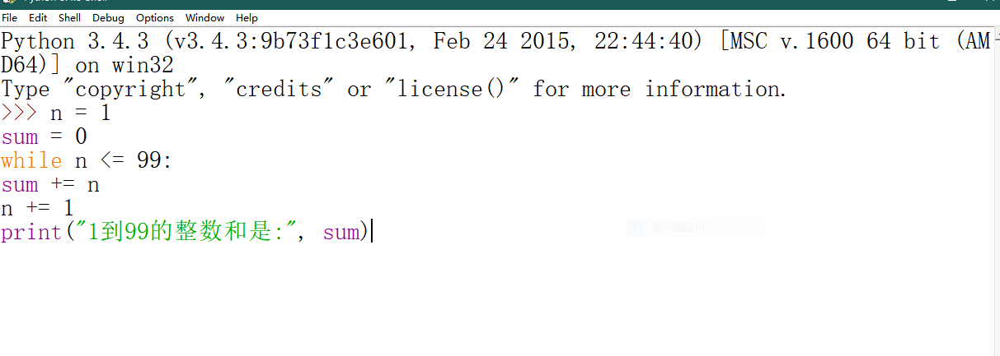 File Edit Shell Debug Options Window Help
Python 3.4.3 (v3.4.3:9b73f1c3e601, Feb 24 2015, 22:44:40) [MSC v.1600 64 bit (AM
D64)] on win32
Type "copyright", "credits" or "license()" for more information.
>>> n = 1
sum = 0
while n <= 99:
sum += n
n += 1
print("1到99的整数和是:", sum)